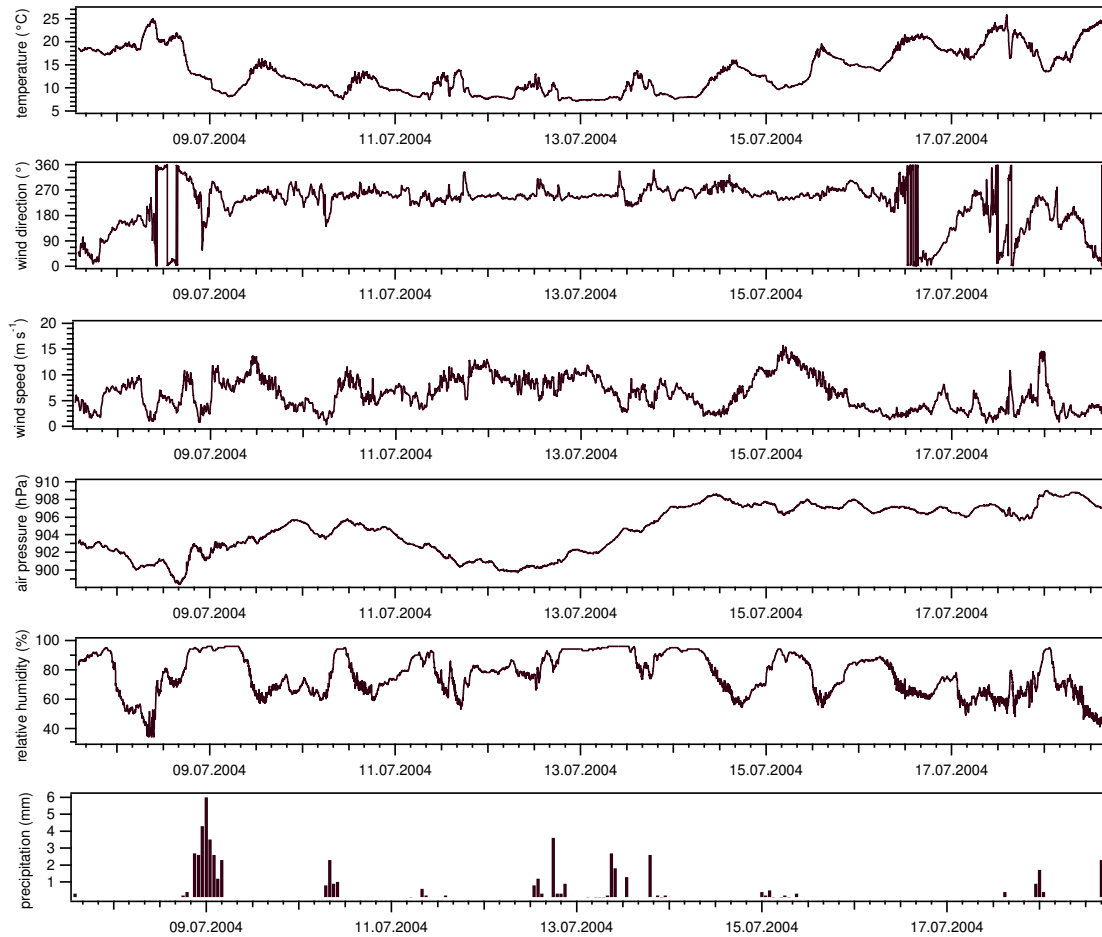 temperature (°C)
25
20
15
10
5
09.07.2004 11.07.2004 13.07.2004 15.07.2004 17.07.2004
wind direction (°)
360
270
180
90
0
09.07.2004 11.07.2004 13.07.2004 15.07.2004 17.07.2004
wind speed (m s⁻¹)
20
15
10
5
0
09.07.2004 11.07.2004 13.07.2004 15.07.2004 17.07.2004
air pressure (hPa)
910
908
906
904
902
900
09.07.2004 11.07.2004 13.07.2004 15.07.2004 17.07.2004
relative humidity (%)
100
80
60
40
09.07.2004 11.07.2004 13.07.2004 15.07.2004 17.07.2004
precipitation (mm)
6
5
4
3
2
1
09.07.2004 11.07.2004 13.07.2004 15.07.2004 17.07.2004